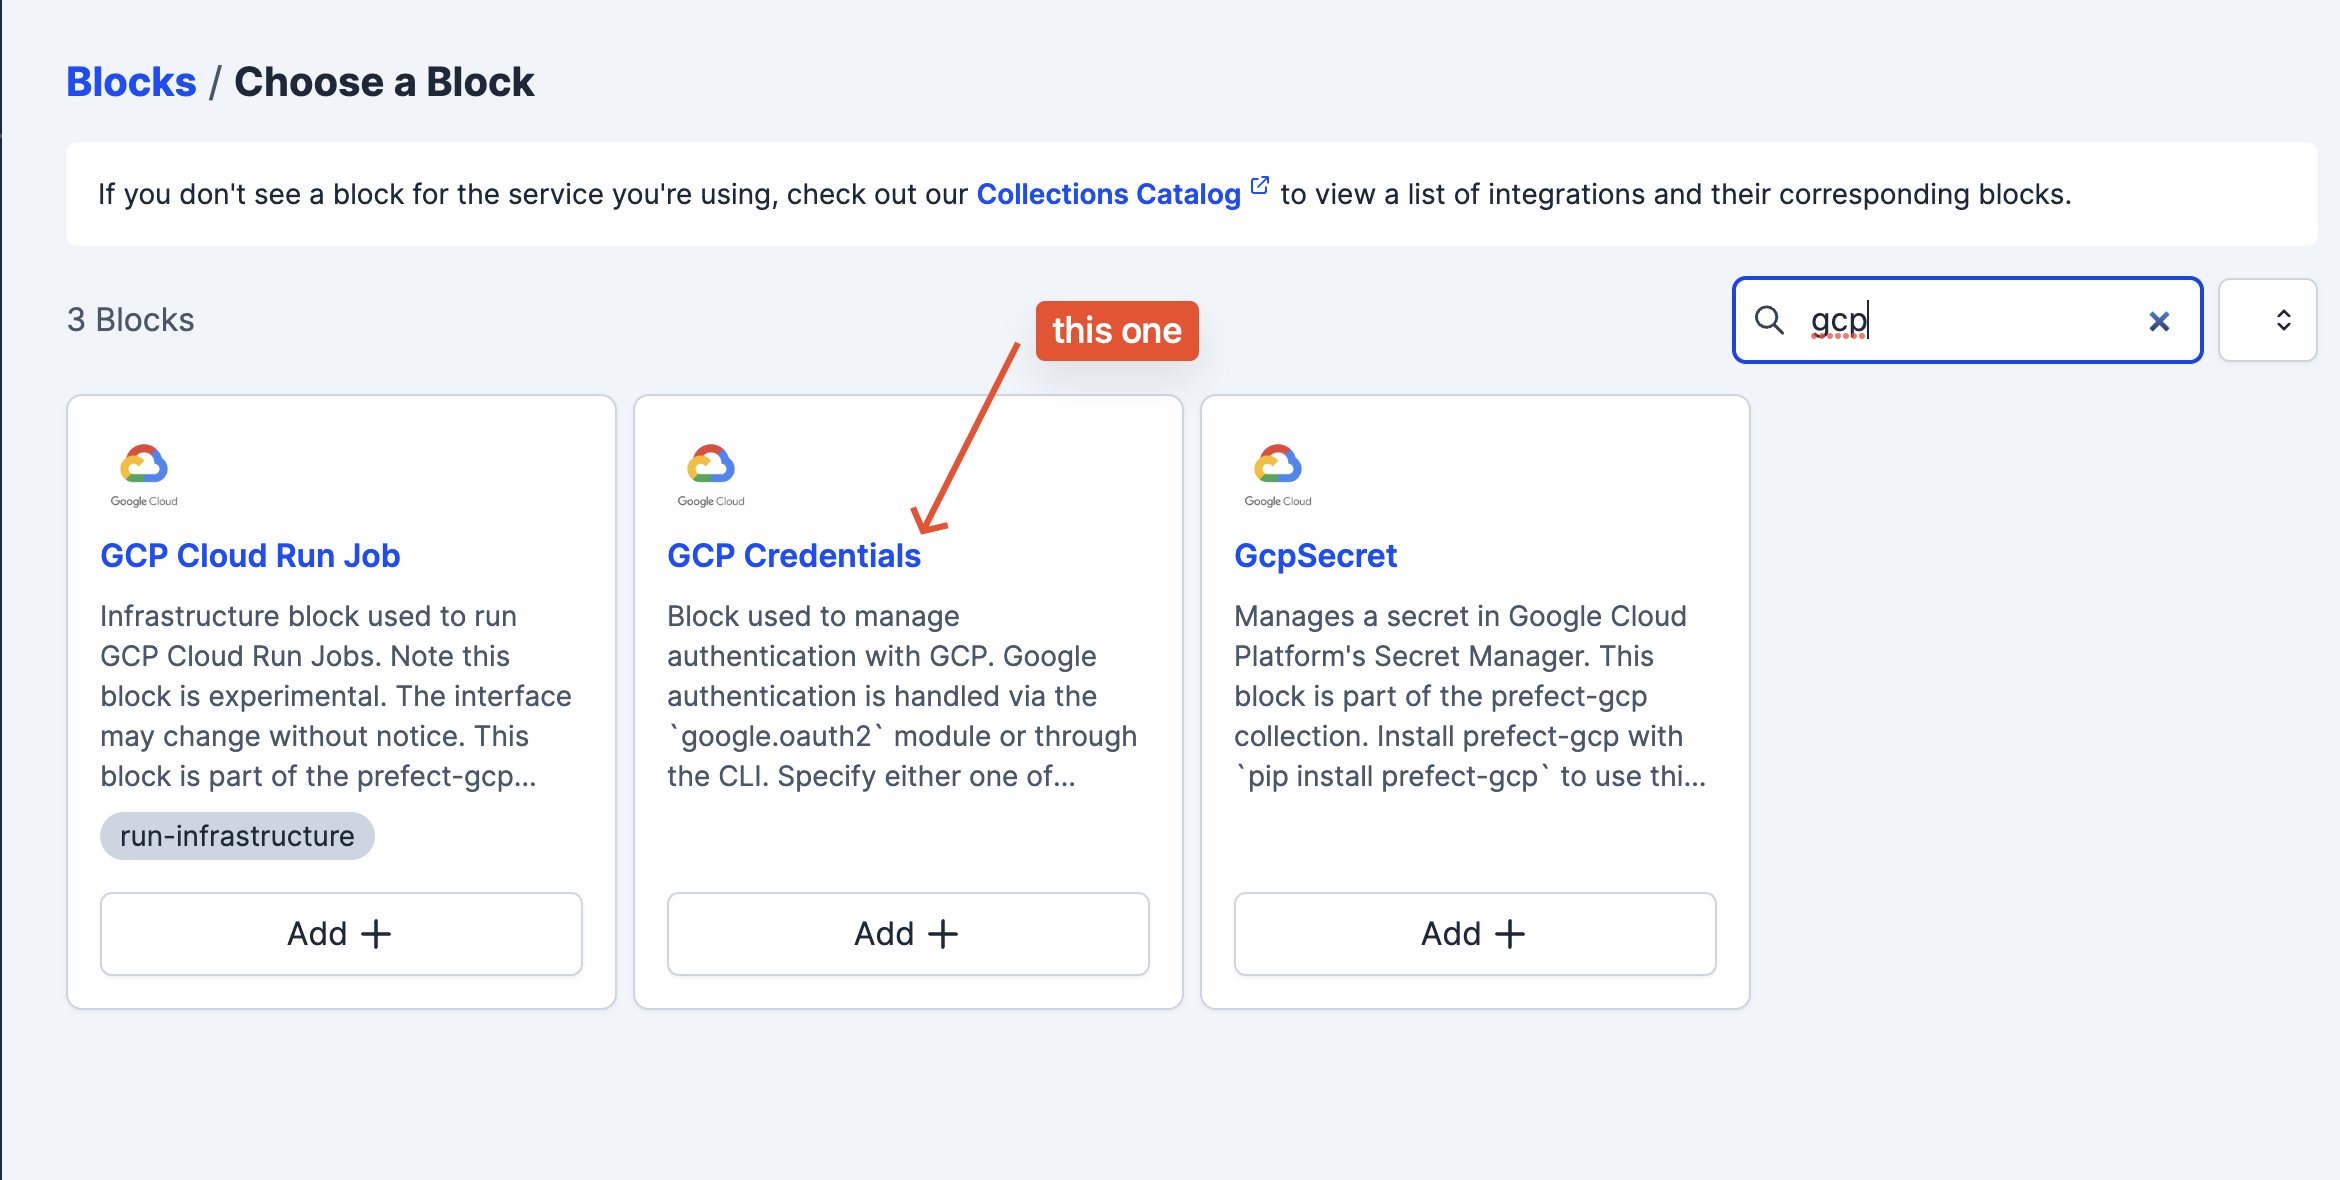 Blocks / Choose a Block
If you don't see a block for the service you're using, check out our Collections Catalog to view a list of integrations and their corresponding blocks.
3 Blocks
this one
gcp
Google Cloud
GCP Cloud Run Job
Infrastructure block used to run
GCP Cloud Run Jobs. Note this
block is experimental. The interface
may change without notice. This
block is part of the prefect-gcp...
run-infrastructure
Add +
Google Cloud
GCP Credentials
Block used to manage
authentication with GCP. Google
authentication is handled via the
`google.oauth2` module or through
the CLI. Specify either one of...
Add +
Google Cloud
GcpSecret
Manages a secret in Google Cloud
Platform's Secret Manager. This
block is part of the prefect-gcp
collection. Install prefect-gcp with
`pip install prefect-gcp` to use thi...
Add +